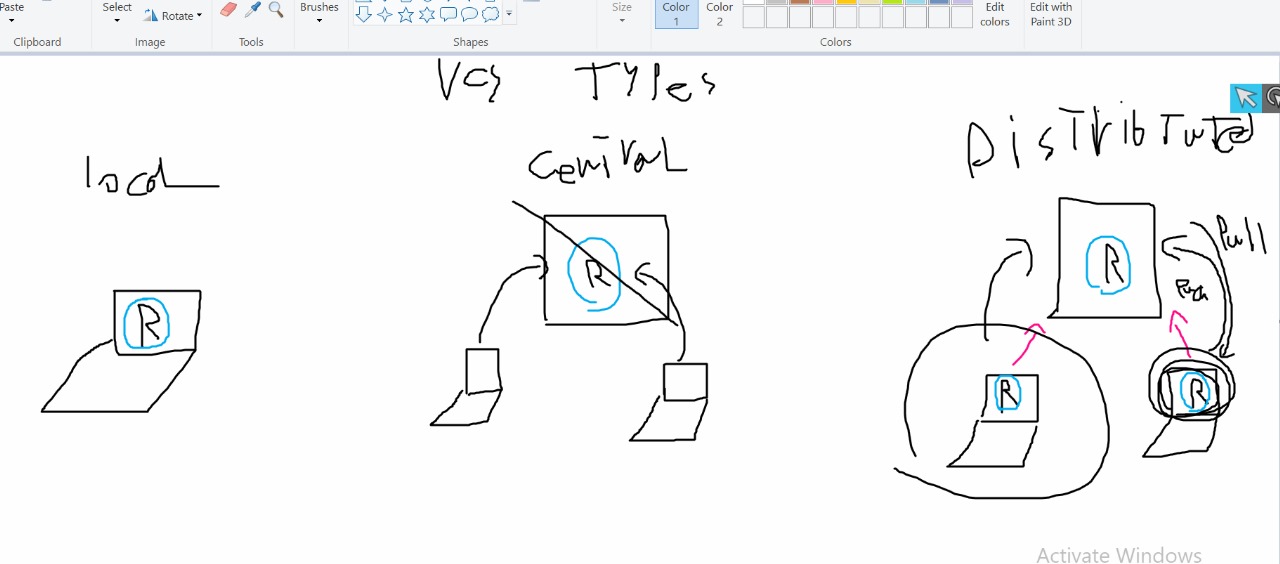 Paste
Select
Rotate
Brushes
Size
Color 1
Color 2
Edit colors
Edit with Paint 3D
Clipboard
Image
Tools
Shapes
Colors
VCS TYPes
local
Central
DisTribuTed
R
R
R
Pull
Push
R
R
Activate Windows